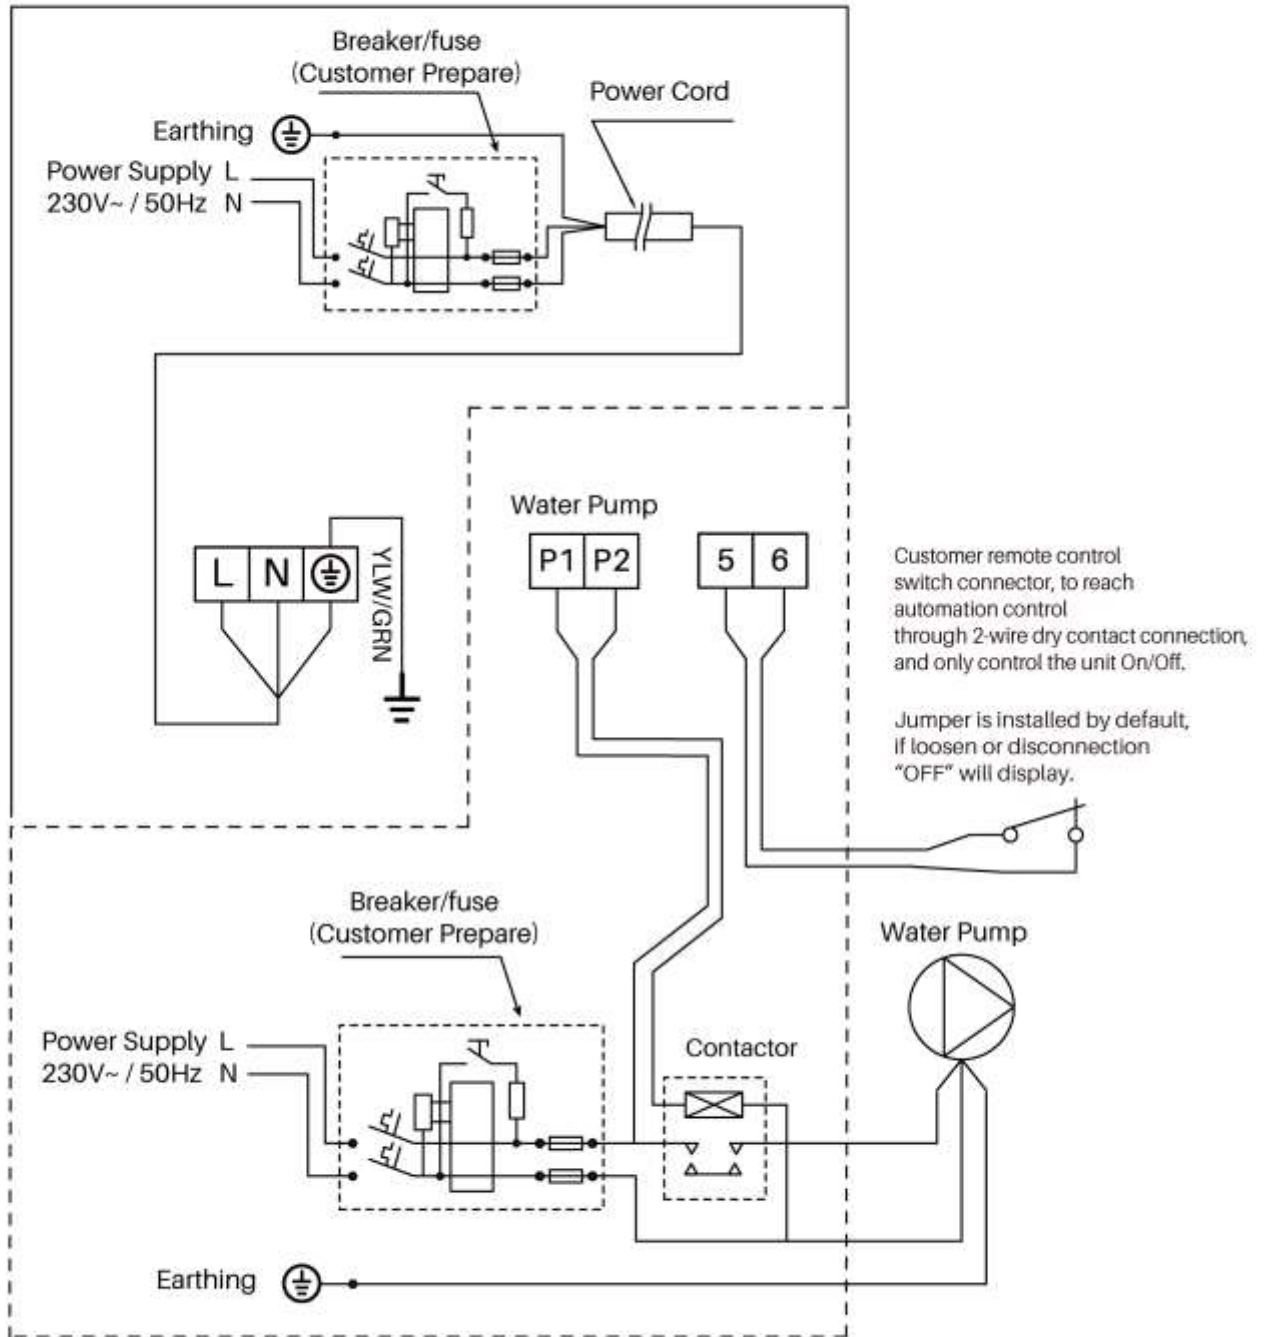 Breaker/fuse
(Customer Prepare)
Power Cord
Earthing
Power Supply L
230V~ / 50Hz N
Water Pump
P1 P2
5 6
L N
YLW/GRN
Customer remote control
switch connector, to reach
automation control
through 2-wire dry contact connection,
and only control the unit On/Off.
Jumper is installed by default,
if loosen or disconnection
“OFF” will display.
Breaker/fuse
(Customer Prepare)
Water Pump
Power Supply L
230V~ / 50Hz N
Contactor
Earthing